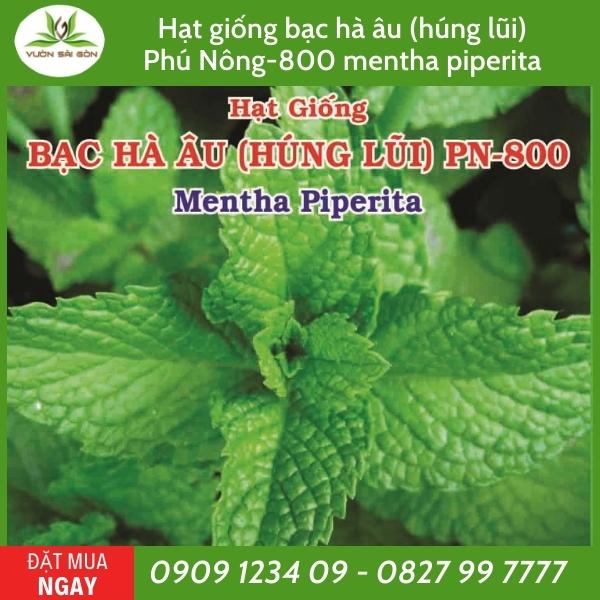 VƯỜN SÀI GÒN
Hạt giống bạc hà âu (húng lũi)
Phú Nông-800 mentha piperita
Hạt Giống
BẠC HÀ ÂU (HÚNG LŨI) PN-800
Mentha Piperita
ĐẶT MUA
NGAY
0909 1234 09 - 0827 99 7777